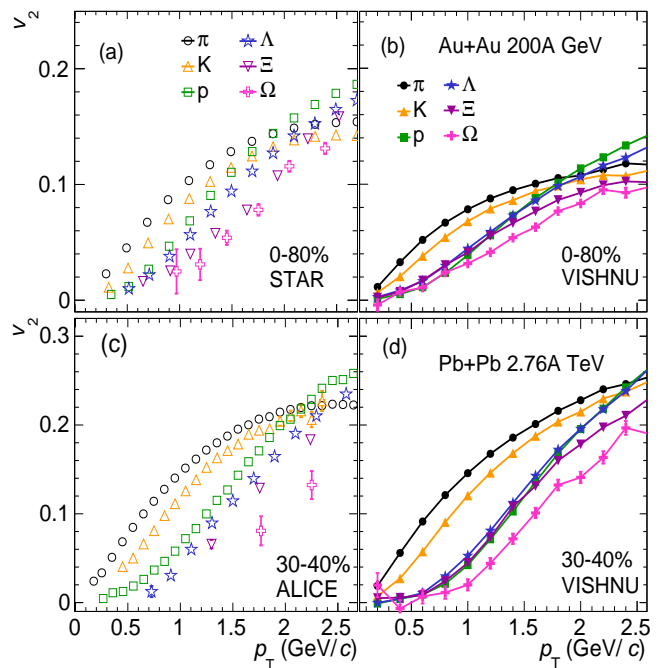 v2
(a)
π
Λ
K
Ξ
p
Ω
0.2
0.1
0
0-80%
STAR
(b)
Au+Au 200A GeV
π
Λ
K
Ξ
p
Ω
0-80%
VISHNU
v2
0.3
0.2
0.1
0
(c)
30-40%
ALICE
(d)
Pb+Pb 2.76A TeV
30-40%
VISHNU
0 0.5 1 1.5 2 2.5
0.5 1 1.5 2 2.5
pT (GeV/c)
pT (GeV/c)